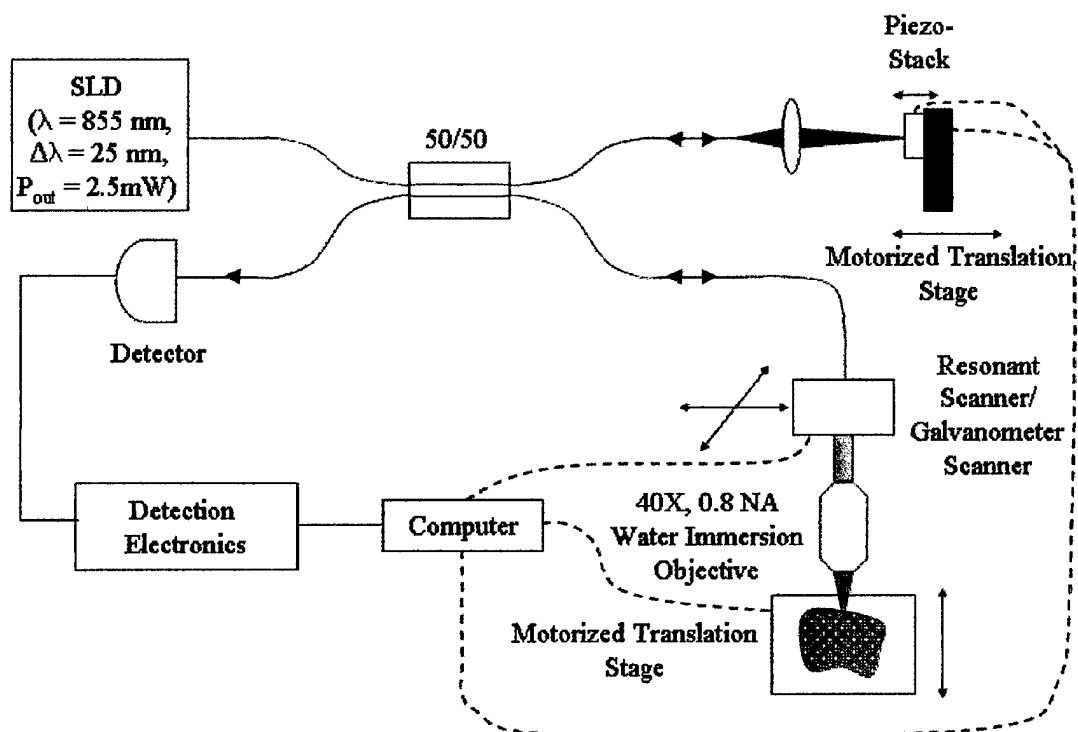 SLD
(λ = 855 nm,
Δλ = 25 nm,
P_out = 2.5mW)
50/50
Piezo-
Stack
Motorized Translation
Stage
Detector
Resonant
Scanner/
Galvanometer
Scanner
40X, 0.8 NA
Water Immersion
Objective
Detection
Electronics
Computer
Motorized Translation
Stage